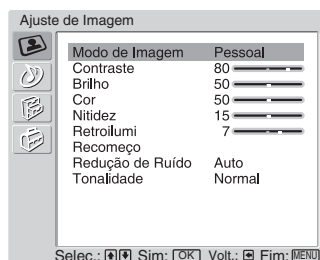 Ajuste de Imagem
Modo de Imagem Pessoal
Contraste 80
Brilho 50
Cor 50
Nitidez 15
Retroilumi 7
Recomeço
Redução de Ruído Auto
Tonalidade Normal
Selec.: Sim: OK Volt.: Fim: MENU